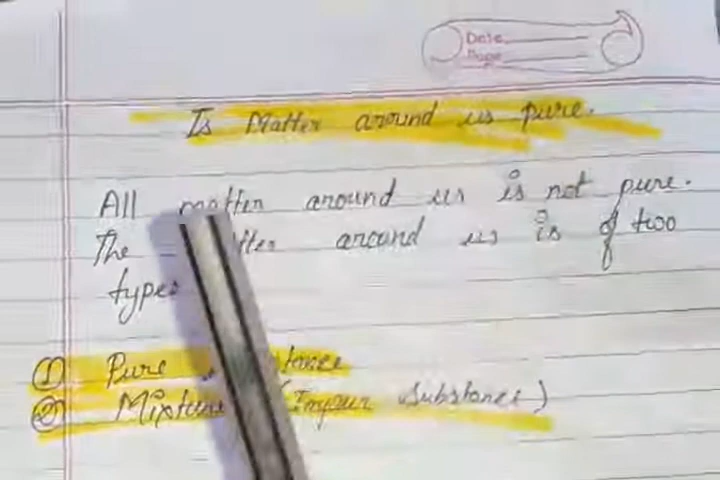 Date
Page
Is Matter around us pure.
All matter around us is not pure.
The around us is of two
types
① Pure
② Mixture (Impur Substance)